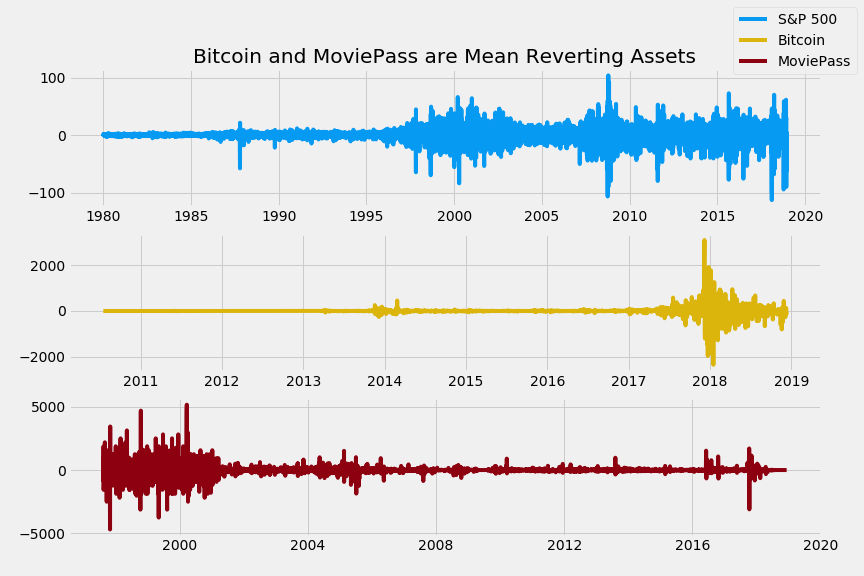 S&P 500
Bitcoin
MoviePass
Bitcoin and MoviePass are Mean Reverting Assets
100
0
−100
1980 1985 1990 1995 2000 2005 2010 2015 2020
2000
0
−2000
2011 2012 2013 2014 2015 2016 2017 2018 2019
5000
0
−5000
2000 2004 2008 2012 2016 2020